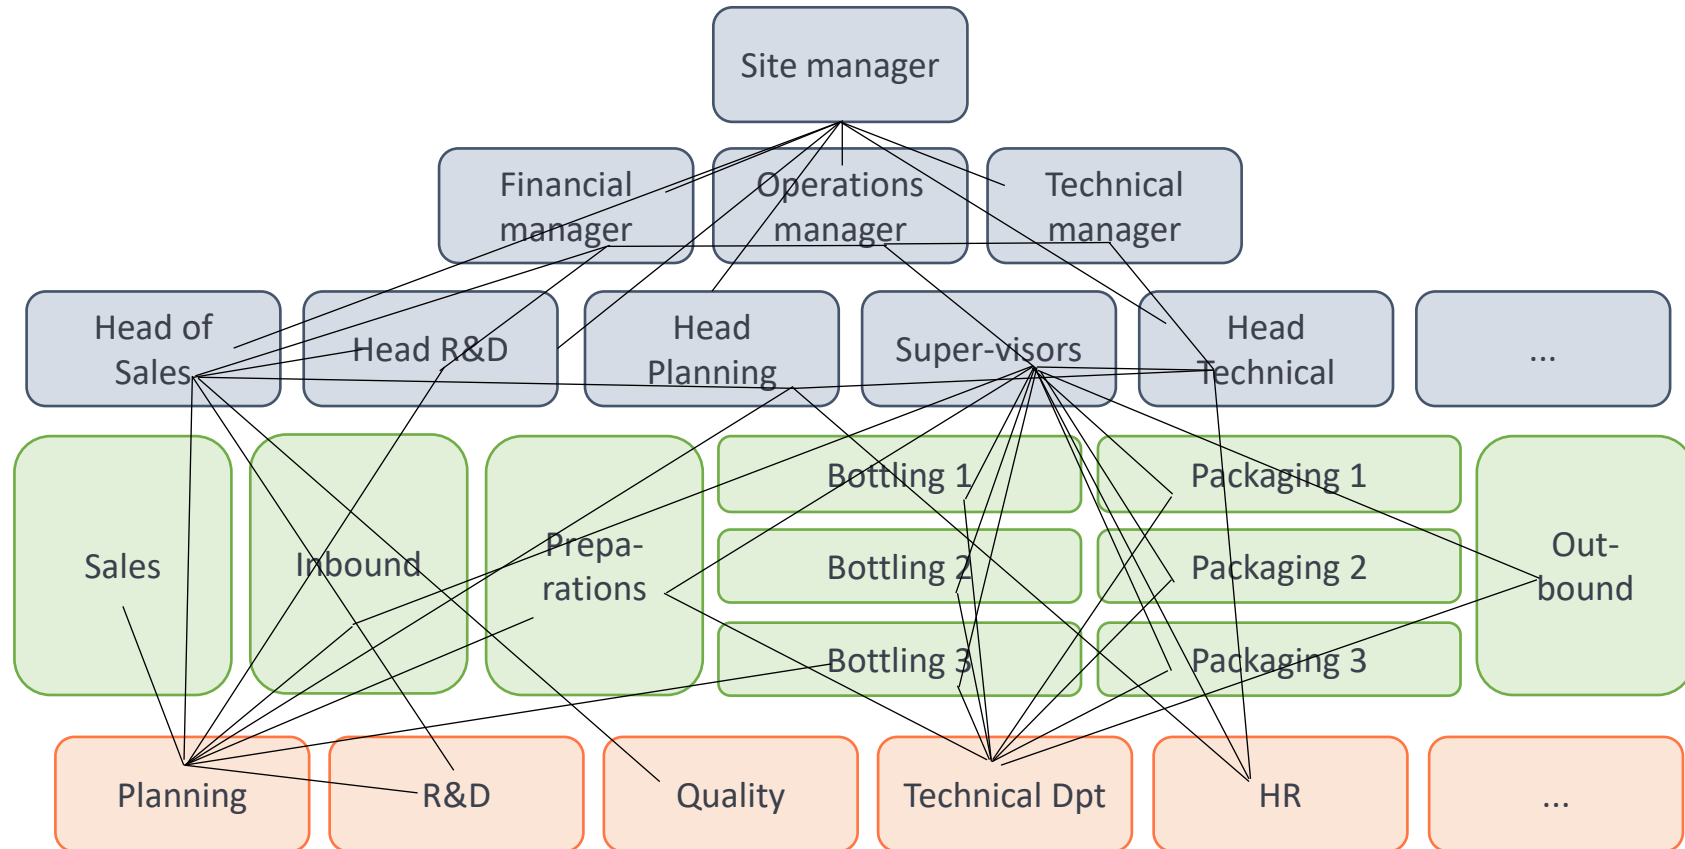 Site manager
Financial
manager
Operations
manager
Technical
manager
Head of
Sales
Head R&D
Head
Planning
Super-visors
Head
Technical
...
Sales
Inbound
Prepa-
rations
Bottling 1
Bottling 2
Bottling 3
Packaging 1
Packaging 2
Packaging 3
Out-
bound
Planning
R&D
Quality
Technical Dpt
HR
...